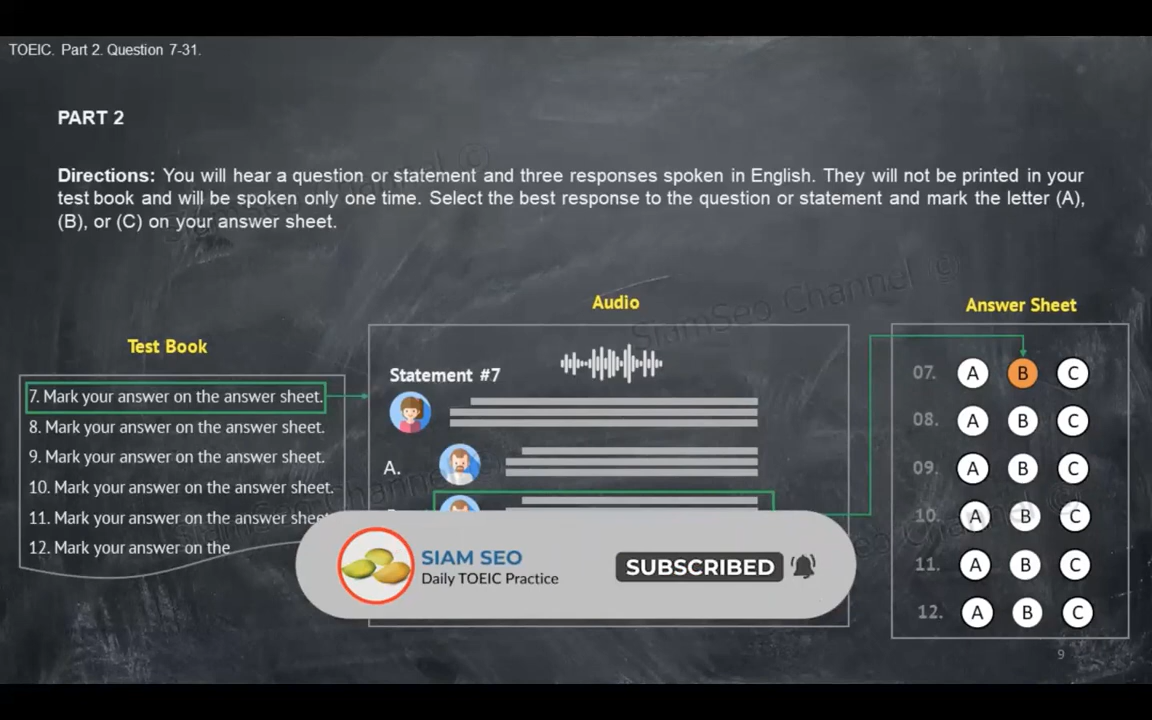 TOEIC. Part 2. Question 7-31.
PART 2
Directions: You will hear a question or statement and three responses spoken in English. They will not be printed in your
test book and will be spoken only one time. Select the best response to the question or statement and mark the letter (A),
(B), or (C) on your answer sheet.
Test Book
7. Mark your answer on the answer sheet.
8. Mark your answer on the answer sheet.
9. Mark your answer on the answer sheet.
10. Mark your answer on the answer sheet.
11. Mark your answer on the answer sheet
12. Mark your answer on the
Audio
Statement #7
A.
SIAM SEO
Daily TOEIC Practice
SUBSCRIBED
Answer Sheet
07. A B C
08. A B C
09. A B C
10. A B C
11. A B C
12. A B C
9
SiamSeo Channel ©